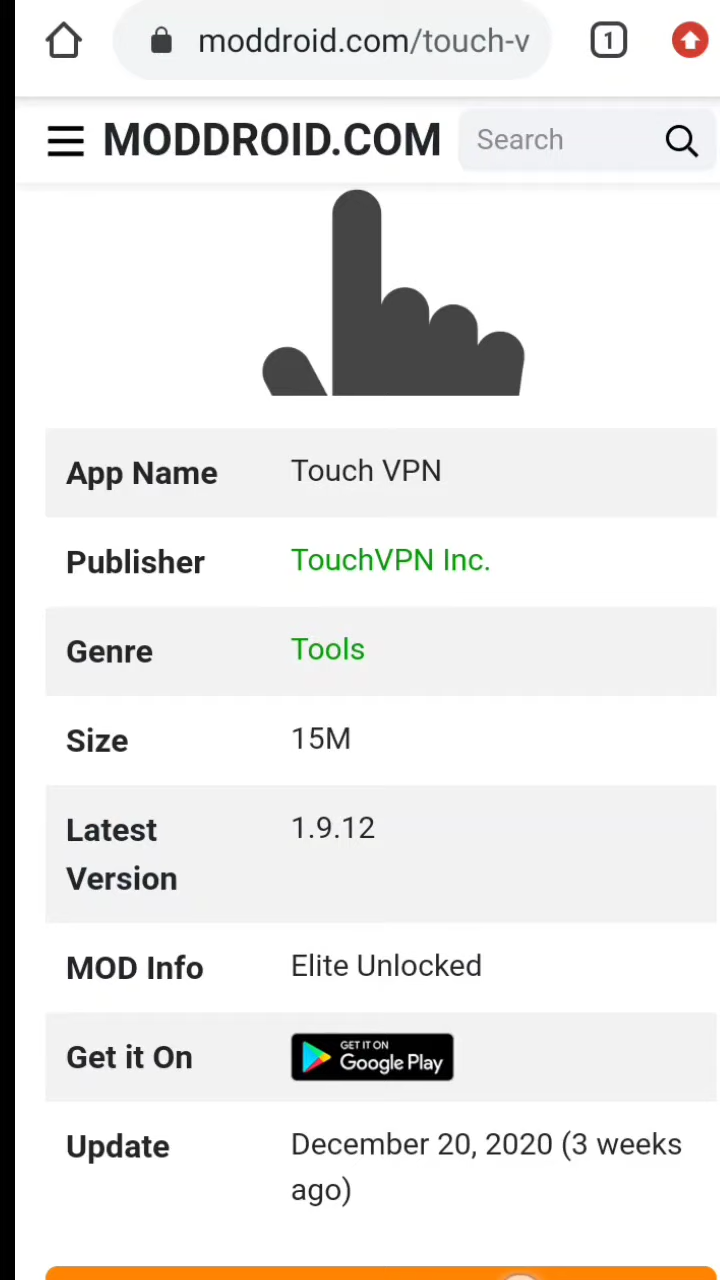 moddroid.com/touch-v
1
MODDROID.COM
Search
App Name
Touch VPN
Publisher
TouchVPN Inc.
Genre
Tools
Size
15M
Latest
Version
1.9.12
MOD Info
Elite Unlocked
Get it On
GET IT ON
Google Play
Update
December 20, 2020 (3 weeks
ago)